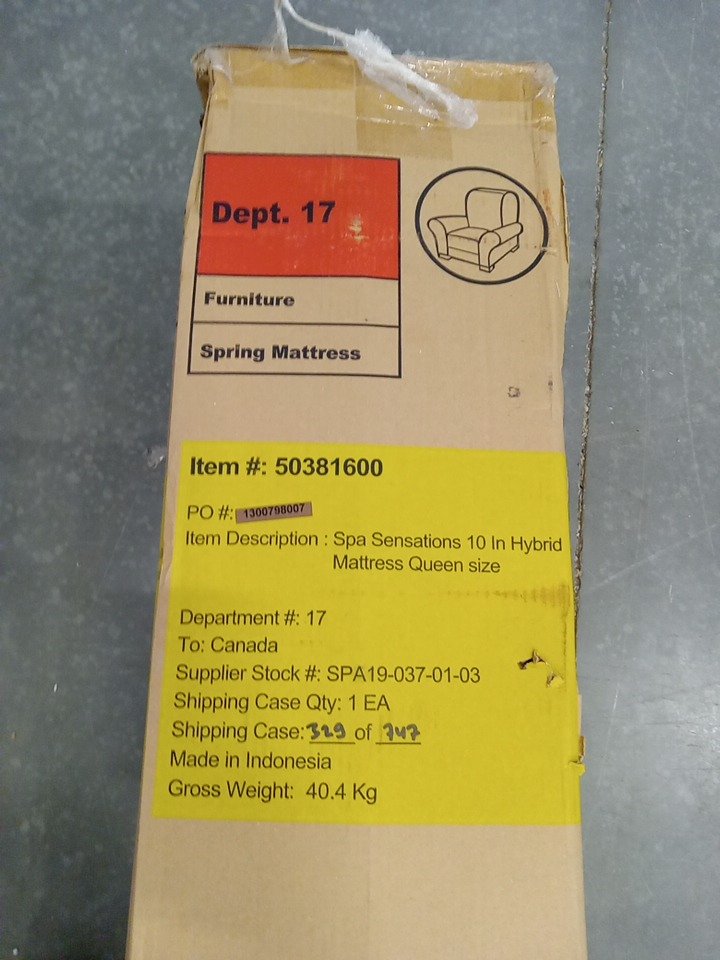 Dept. 17
Furniture
Spring Mattress
Item #: 50381600
PO #: 1300798007
Item Description : Spa Sensations 10 In Hybrid
Mattress Queen size
Department #: 17
To: Canada
Supplier Stock #: SPA19-037-01-03
Shipping Case Qty: 1 EA
Shipping Case: 329 of 747
Made in Indonesia
Gross Weight: 40.4 Kg